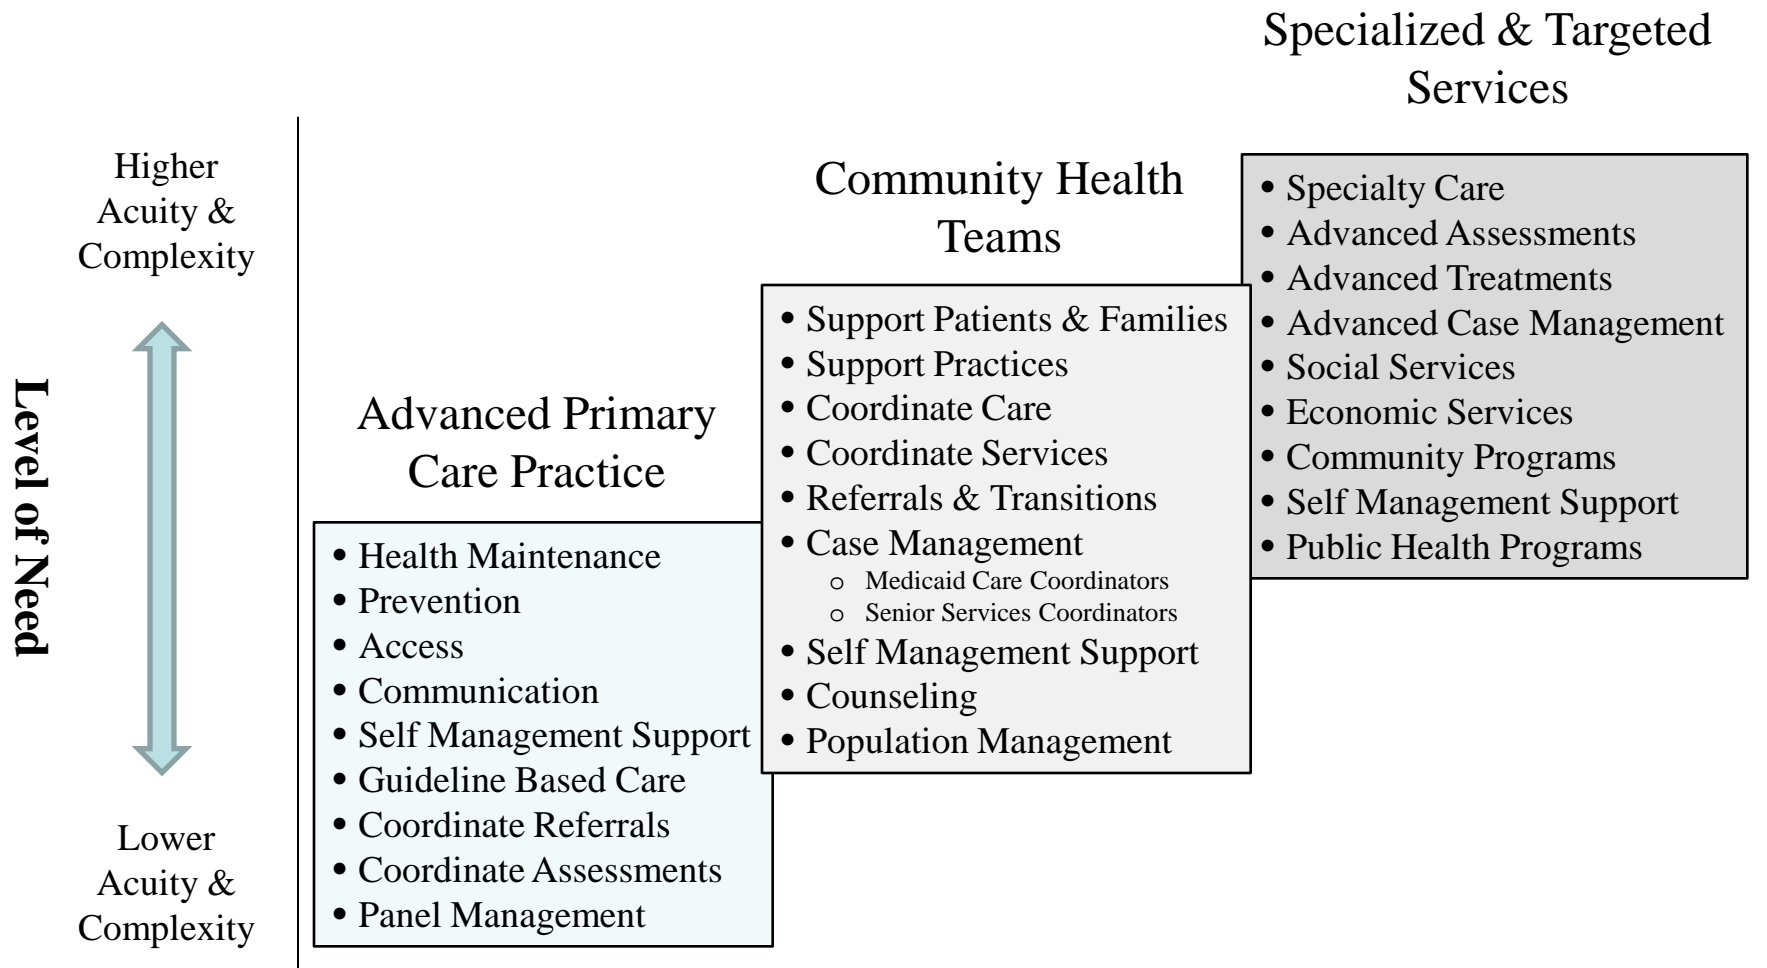 Specialized & Targeted
Services
Higher
Acuity &
Complexity
Level of Need
Lower
Acuity &
Complexity
Advanced Primary
Care Practice
• Health Maintenance
• Prevention
• Access
• Communication
• Self Management Support
• Guideline Based Care
• Coordinate Referrals
• Coordinate Assessments
• Panel Management
Community Health
Teams
• Support Patients & Families
• Support Practices
• Coordinate Care
• Coordinate Services
• Referrals & Transitions
• Case Management
o Medicaid Care Coordinators
o Senior Services Coordinators
• Self Management Support
• Counseling
• Population Management
• Specialty Care
• Advanced Assessments
• Advanced Treatments
• Advanced Case Management
• Social Services
• Economic Services
• Community Programs
• Self Management Support
• Public Health Programs